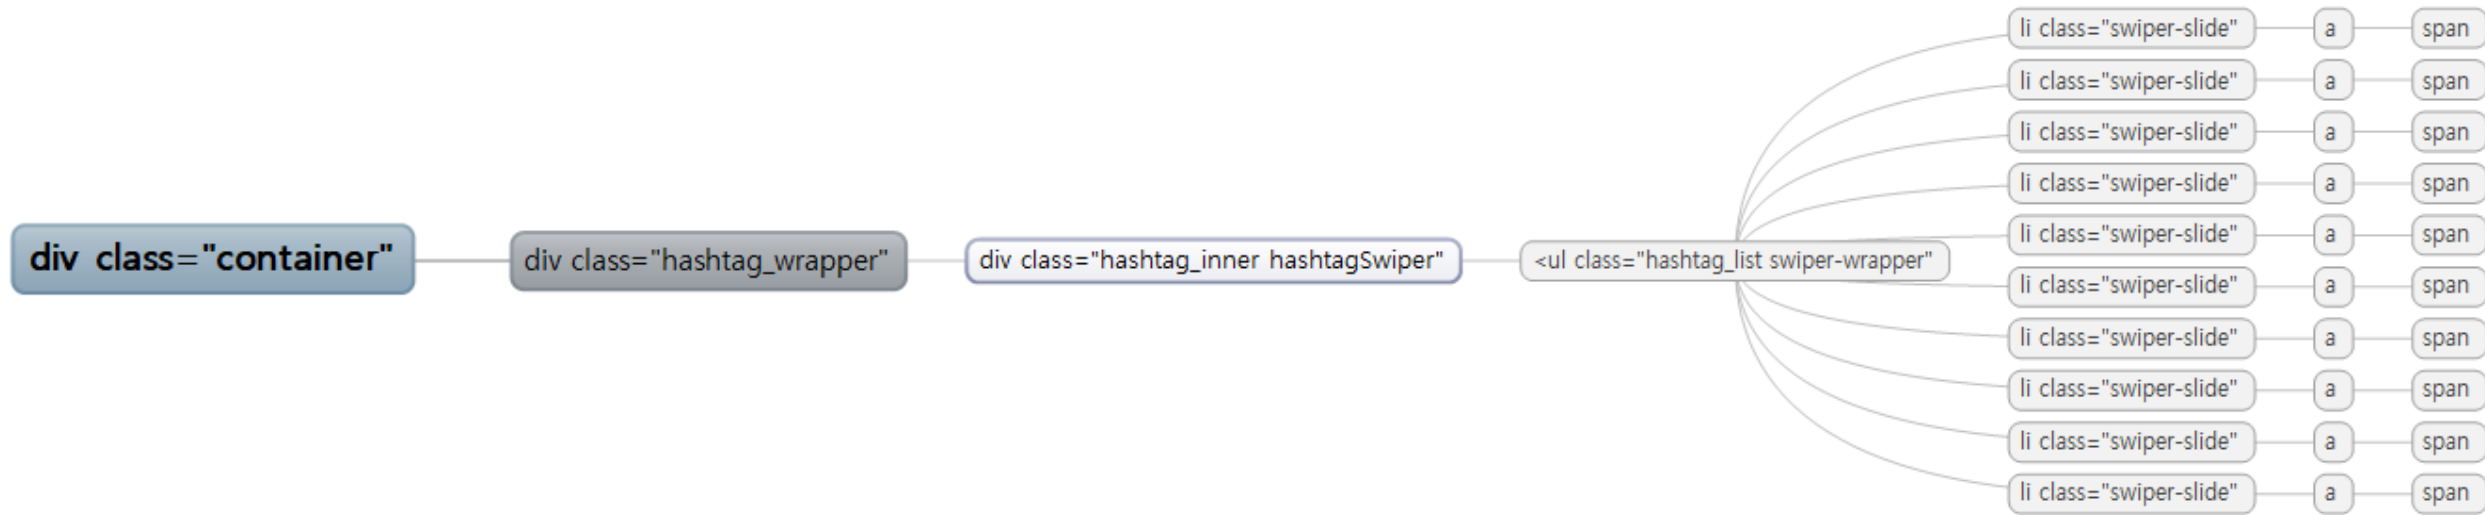 div class="container"
div class="hashtag_wrapper"
div class="hashtag_inner hashtagSwiper"
<ul class="hashtag_list swiper-wrapper"
li class="swiper-slide" a span
li class="swiper-slide" a span
li class="swiper-slide" a span
li class="swiper-slide" a span
li class="swiper-slide" a span
li class="swiper-slide" a span
li class="swiper-slide" a span
li class="swiper-slide" a span
li class="swiper-slide" a span
li class="swiper-slide" a span